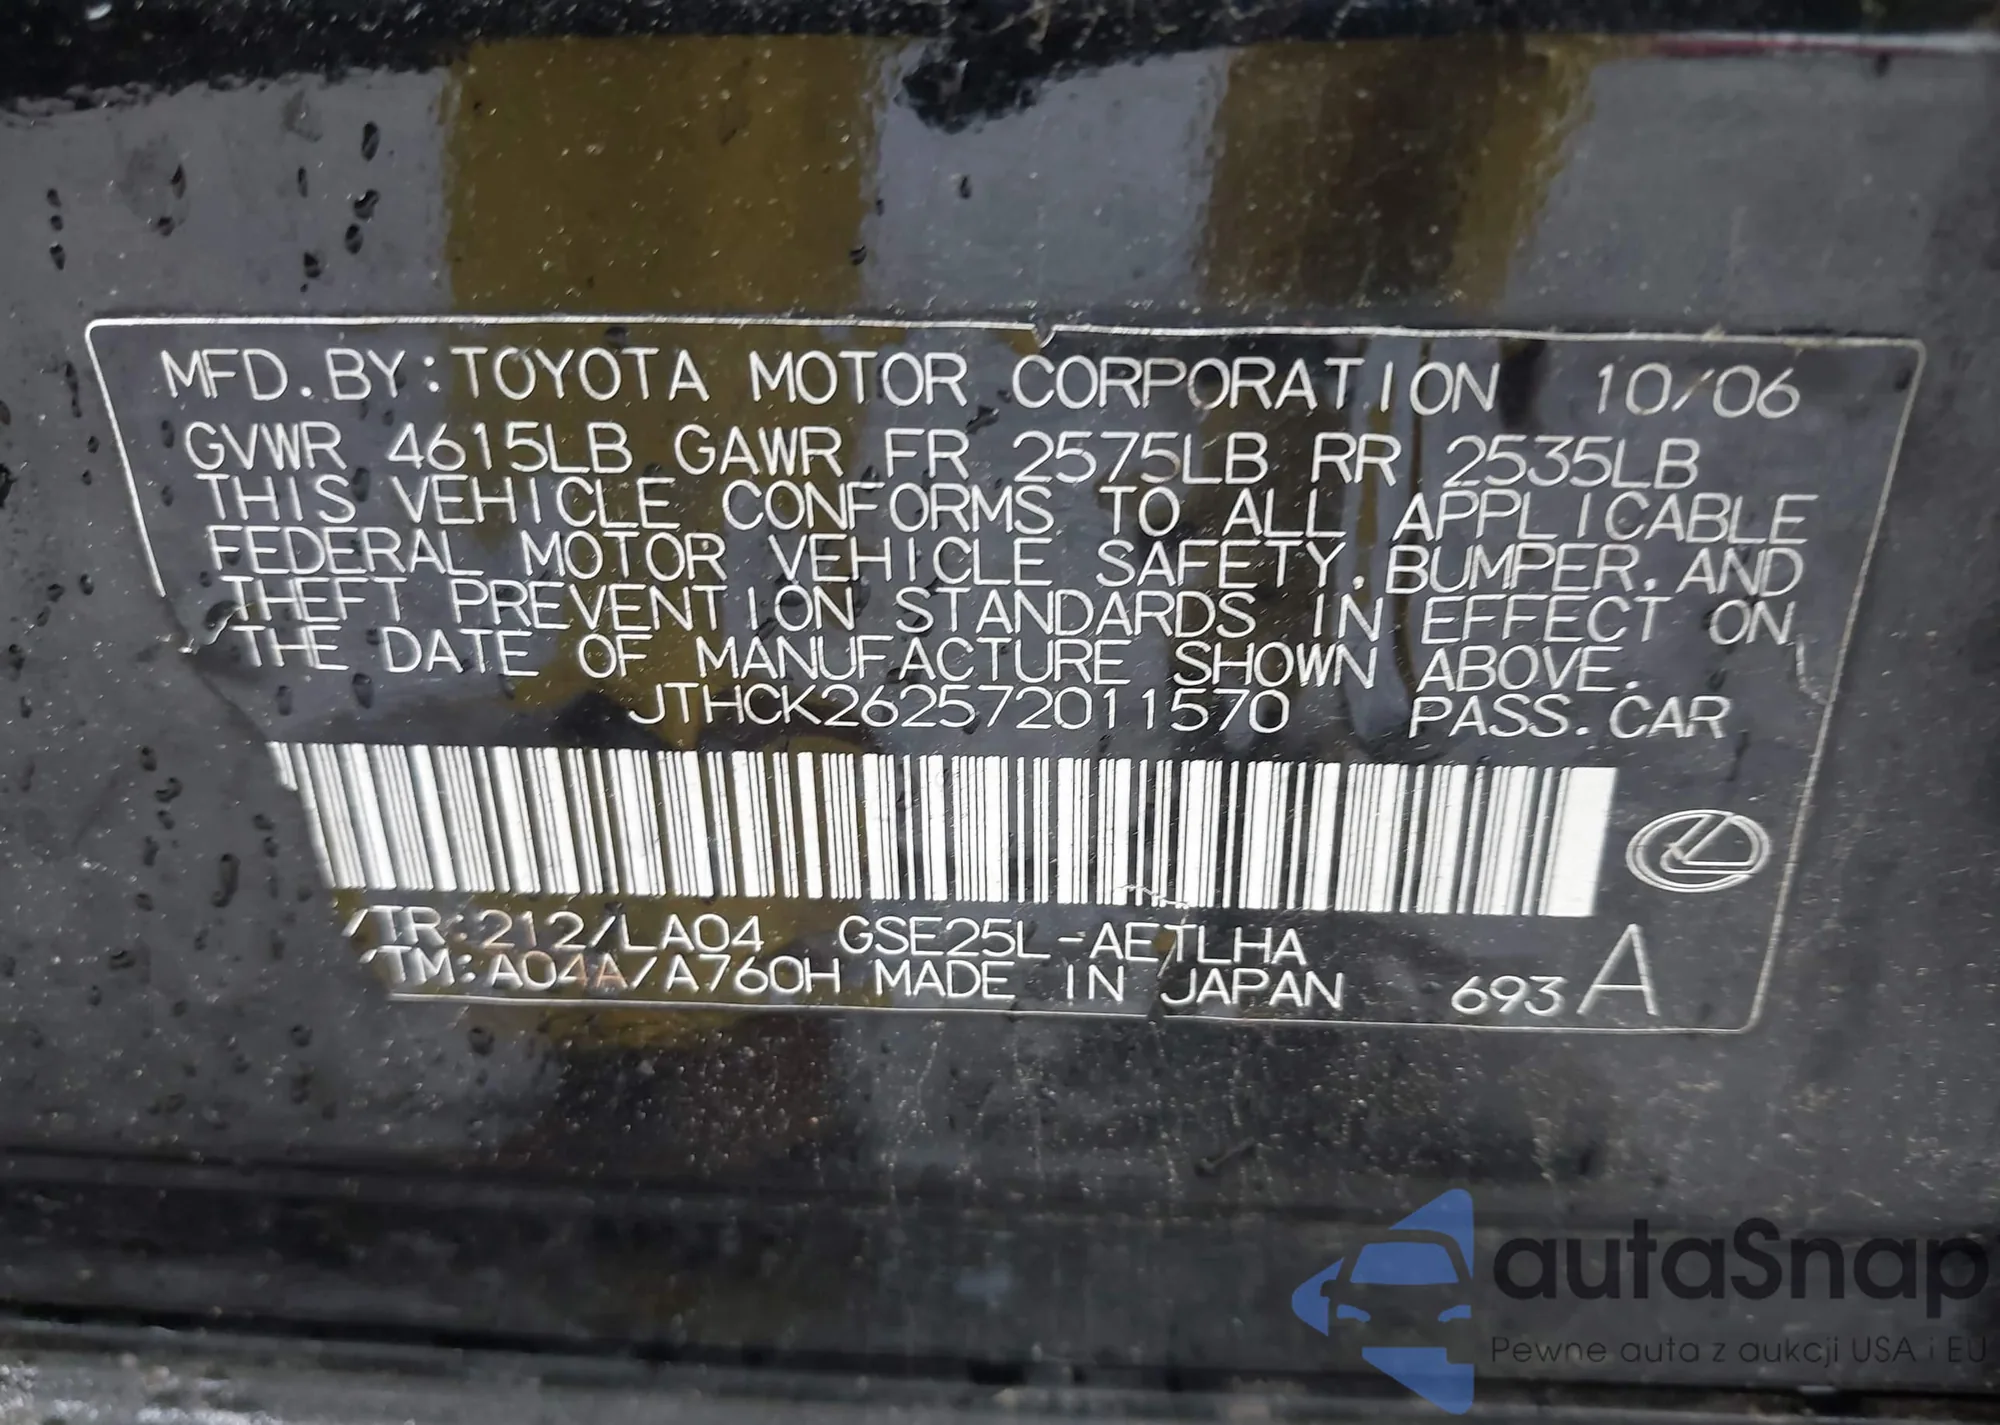 MFD. BY: TOYOTA MOTOR CORPORATION 10/06
GVWR 4615LB GAWR FR 2575LB RR 2535LB
THIS VEHICLE CONFORMS TO ALL APPLICABLE
FEDERAL MOTOR VEHICLE SAFETY, BUMPER, AND
THEFT PREVENTION STANDARDS IN EFFECT ON
THE DATE OF MANUFACTURE SHOWN ABOVE.
JTHCK262572011570 PASS. CAR
/TR:212/LA04 GSE25L-AETLHA
/TM:A04A/A760H MADE IN JAPAN 693 A
autaSnap
Pewne auta z aukcji USA i EU